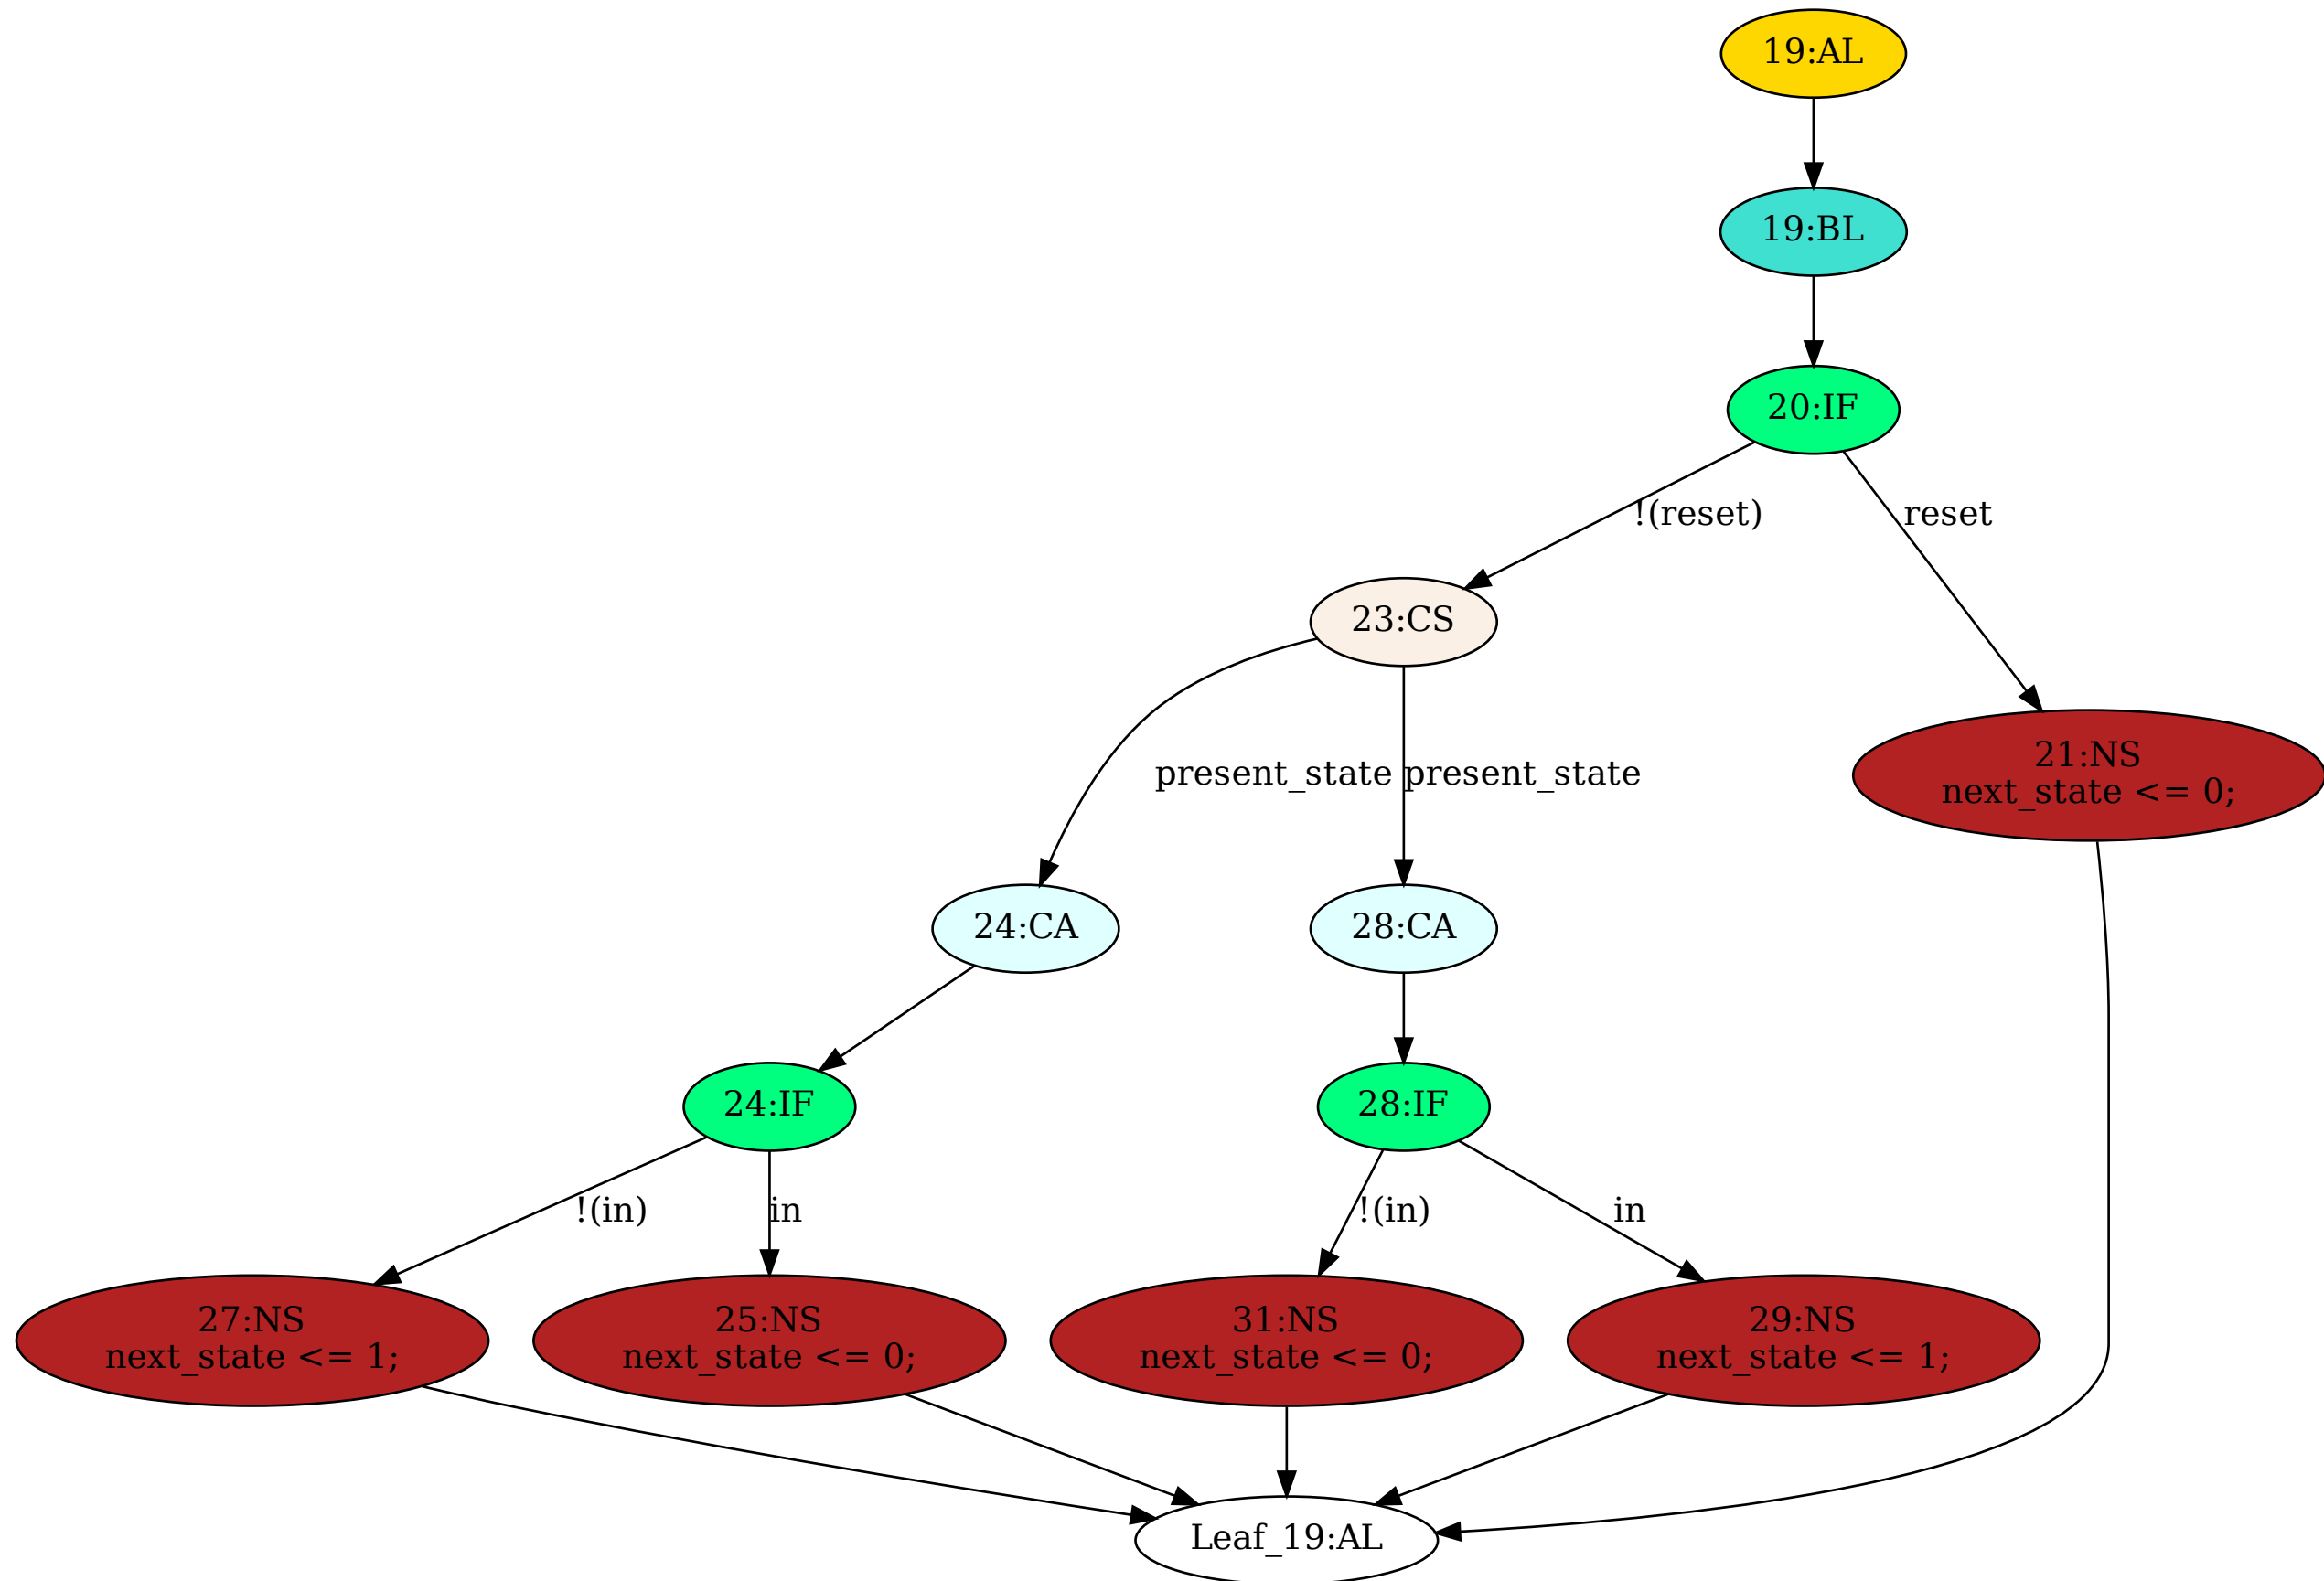 19:AL
19:BL
20:IF
!(reset)
reset
23:CS
21:NS
next_state <= 0;
present_state
present_state
24:CA
28:CA
24:IF
28:IF
!(in)
in
!(in)
in
27:NS
next_state <= 1;
25:NS
next_state <= 0;
31:NS
next_state <= 0;
29:NS
next_state <= 1;
Leaf_19:AL